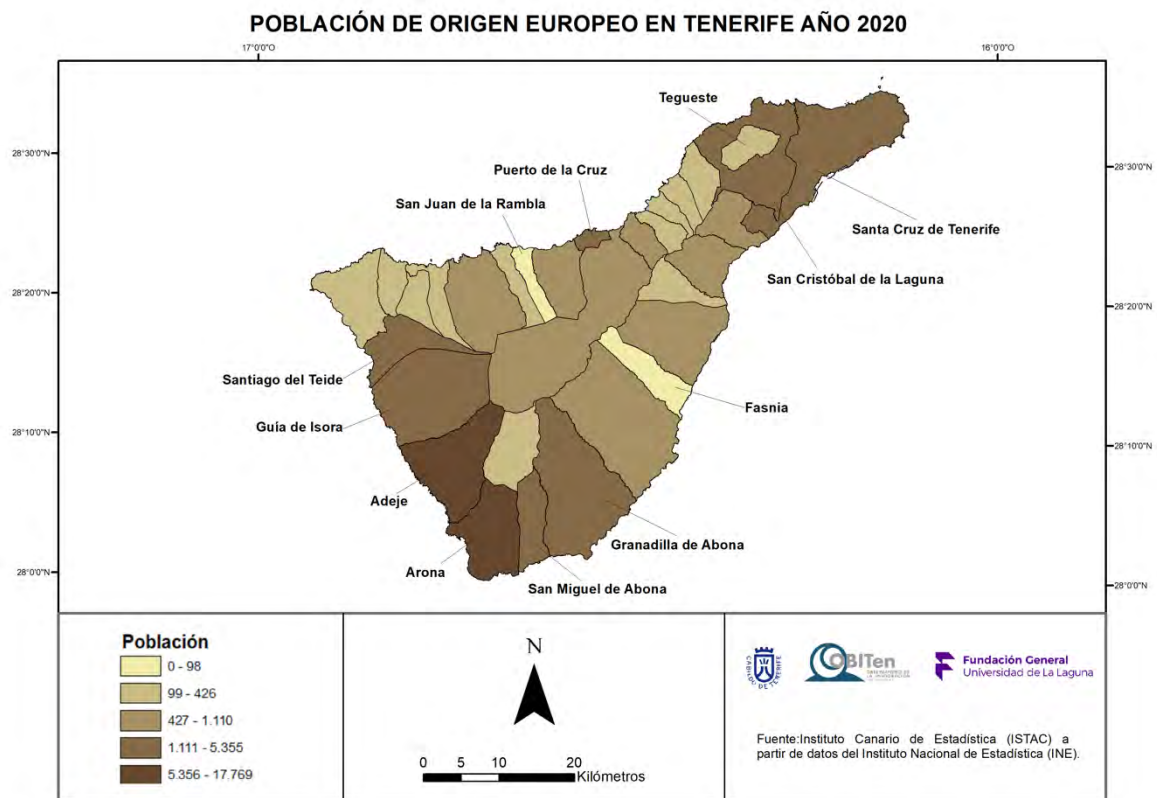 POBLACIÓN DE ORIGEN EUROPEO EN TENERIFE AÑO 2020
17°0'0"O
16°0'0"O
Tegueste
28°30'0"N
28°30'0"N
Puerto de la Cruz
San Juan de la Rambla
Santa Cruz de Tenerife
San Cristóbal de la Laguna
28°20'0"N
28°20'0"N
Santiago del Teide
Fasnia
Guía de Isora
28°10'0"N
28°10'0"N
Adeje
Granadilla de Abona
Arona
28°0'0"N
San Miguel de Abona
28°0'0"N
Población
0 - 98
99 - 426
427 - 1.110
1.111 - 5.355
5.356 - 17.769
N
0 5 10 20
Kilómetros
CABILDO DE TENERIFE
OBITen
Fundación General
Universidad de La Laguna
Fuente:Instituto Canario de Estadística (ISTAC) a
partir de datos del Instituto Nacional de Estadística (INE).